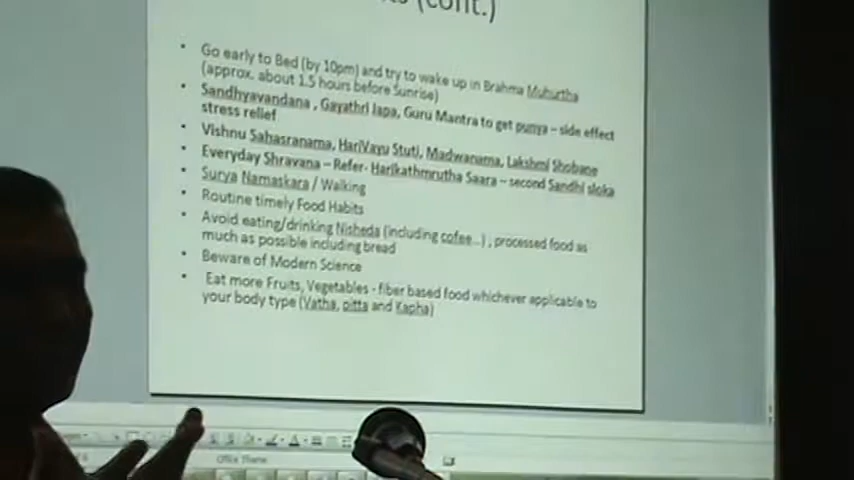 (cont.)
• Go early to Bed (by 10pm) and try to wake up in Brahma Muhurtha
(approx. about 1.5 hours before Sunrise)
• Sandhyavandana , Gayathri Japa, Guru Mantra to get punya – side effect
stress relief
• Vishnu Sahasranama, HariVayu Stuti, Madwanama, Lakshmi Shobane
• Everyday Shravana – Refer- Harikathmrutha Saara – second Sandhi sloka
• Surya Namaskara / Walking
• Routine timely Food Habits
• Avoid eating/drinking Nisheda (including cofee...) , processed food as
much as possible including bread
• Beware of Modern Science
• Eat more Fruits, Vegetables - fiber based food whichever applicable to
your body type (Vatha, pitta and Kapha)
Office Theme